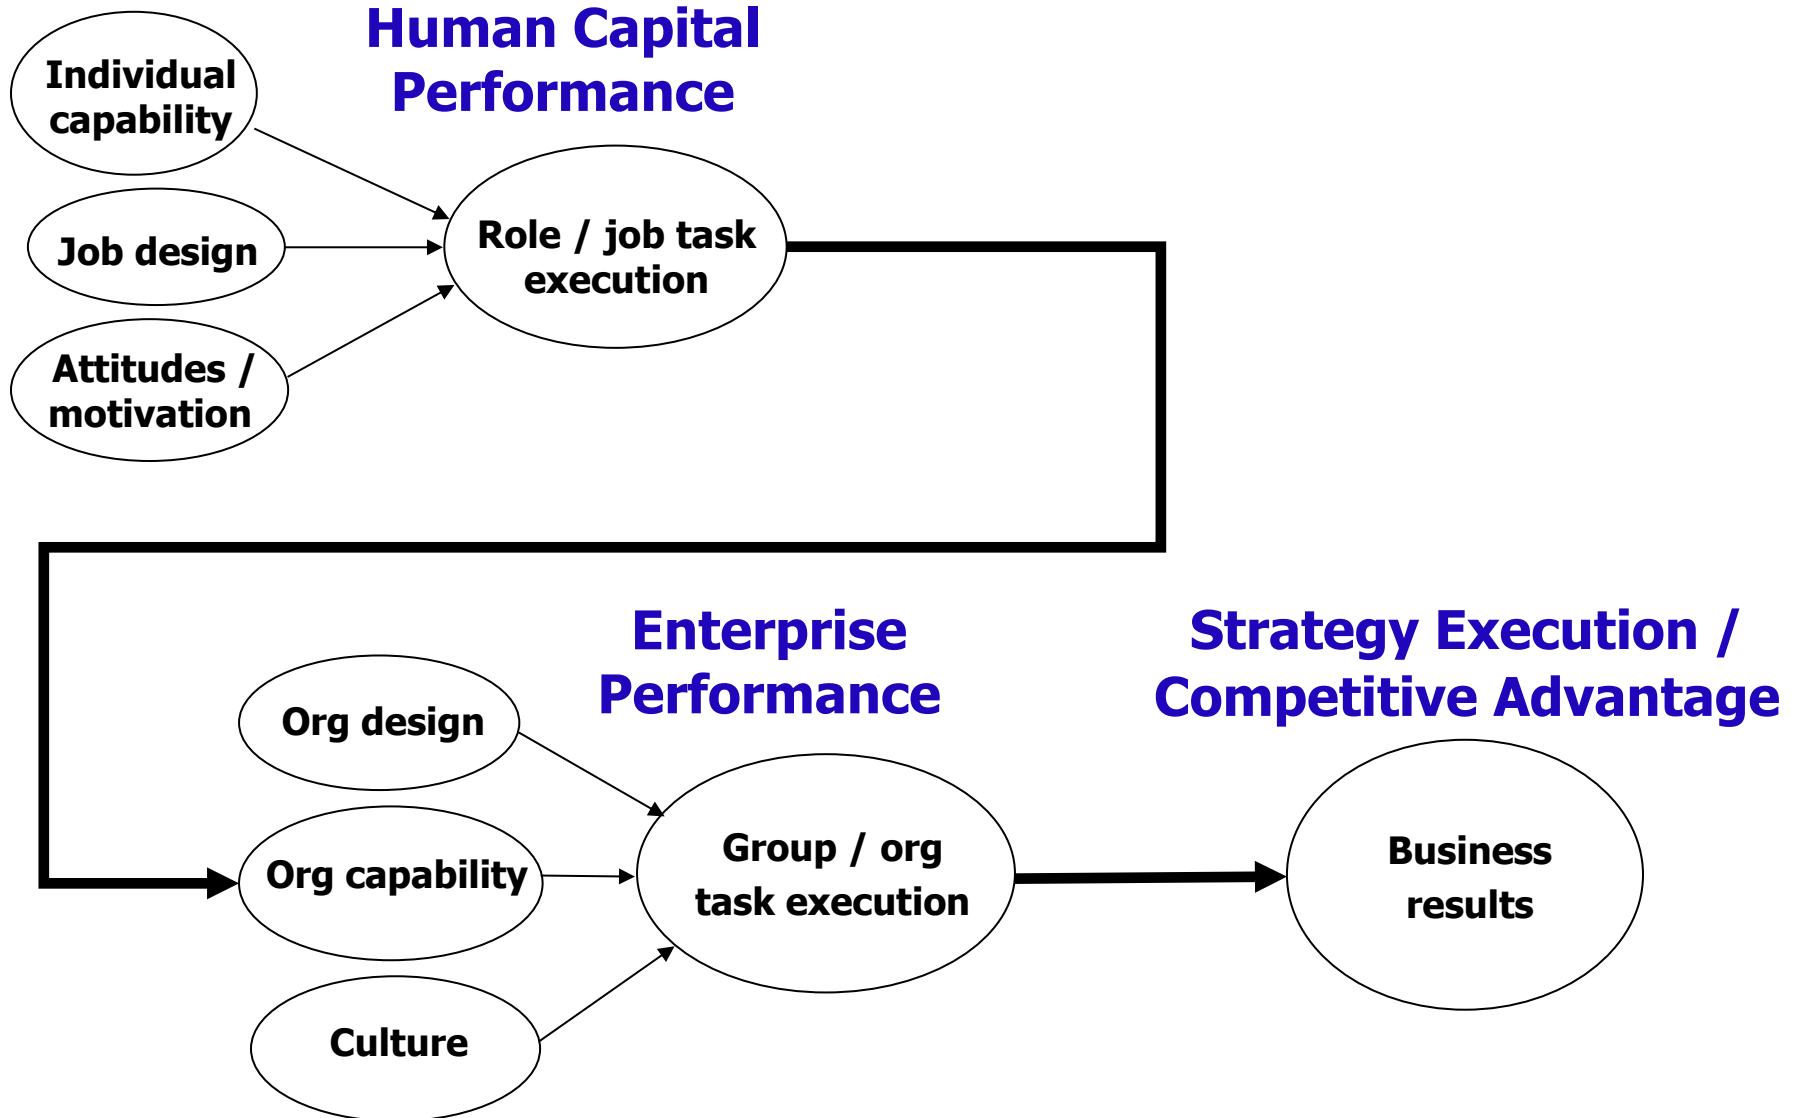 Human Capital
Performance
Individual
capability
Job design
Attitudes /
motivation
Role / job task
execution
Enterprise
Performance
Strategy Execution /
Competitive Advantage
Org design
Org capability
Culture
Group / org
task execution
Business
results